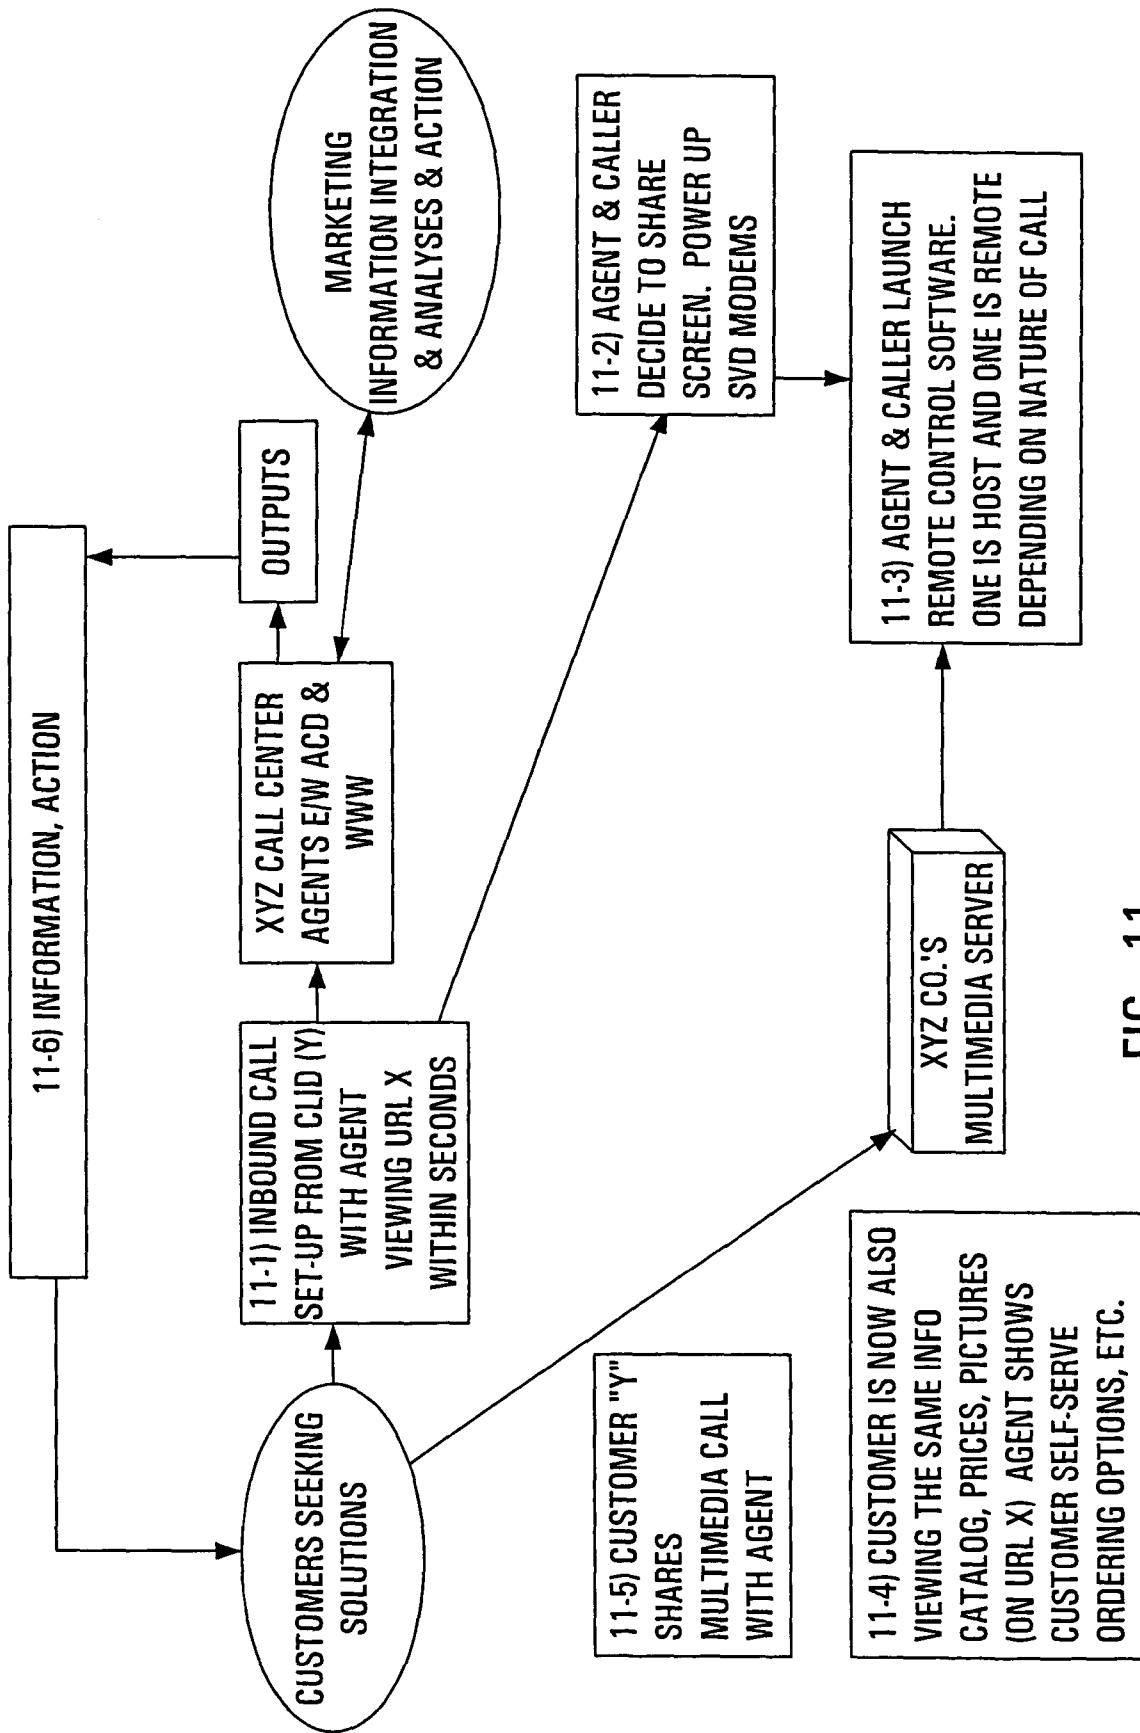 11-6) INFORMATION, ACTION
CUSTOMERS SEEKING
SOLUTIONS
11-1) INBOUND CALL
SET-UP FROM CLID (Y)
WITH AGENT
VIEWING URL X
WITHIN SECONDS
XYZ CALL CENTER
AGENTS E/W ACD &
WWW
OUTPUTS
MARKETING
INFORMATION INTEGRATION
& ANALYSES & ACTION
11-5) CUSTOMER "Y"
SHARES
MULTIMEDIA CALL
WITH AGENT
11-2) AGENT & CALLER
DECIDE TO SHARE
SCREEN. POWER UP
SVD MODEMS
11-4) CUSTOMER IS NOW ALSO
VIEWING THE SAME INFO
CATALOG, PRICES, PICTURES
(ON URL X) AGENT SHOWS
CUSTOMER SELF-SERVE
ORDERING OPTIONS, ETC.
XYZ CO.'S
MULTIMEDIA SERVER
11-3) AGENT & CALLER LAUNCH
REMOTE CONTROL SOFTWARE.
ONE IS HOST AND ONE IS REMOTE
DEPENDING ON NATURE OF CALL
FIG. 11